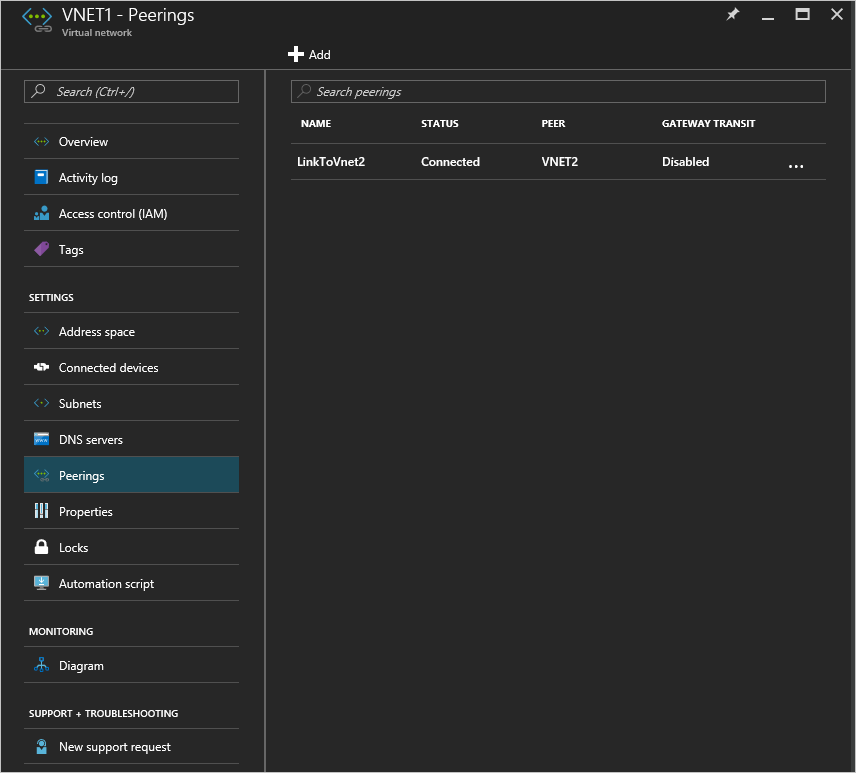 VNET1 - Peerings
Virtual network
Add
Search (Ctrl+/)
Overview
Activity log
Access control (IAM)
Tags
SETTINGS
Address space
Connected devices
Subnets
DNS servers
Peerings
Properties
Locks
Automation script
MONITORING
Diagram
SUPPORT + TROUBLESHOOTING
New support request
Search peerings
NAME STATUS PEER GATEWAY TRANSIT
LinkToVnet2 Connected VNET2 Disabled ...